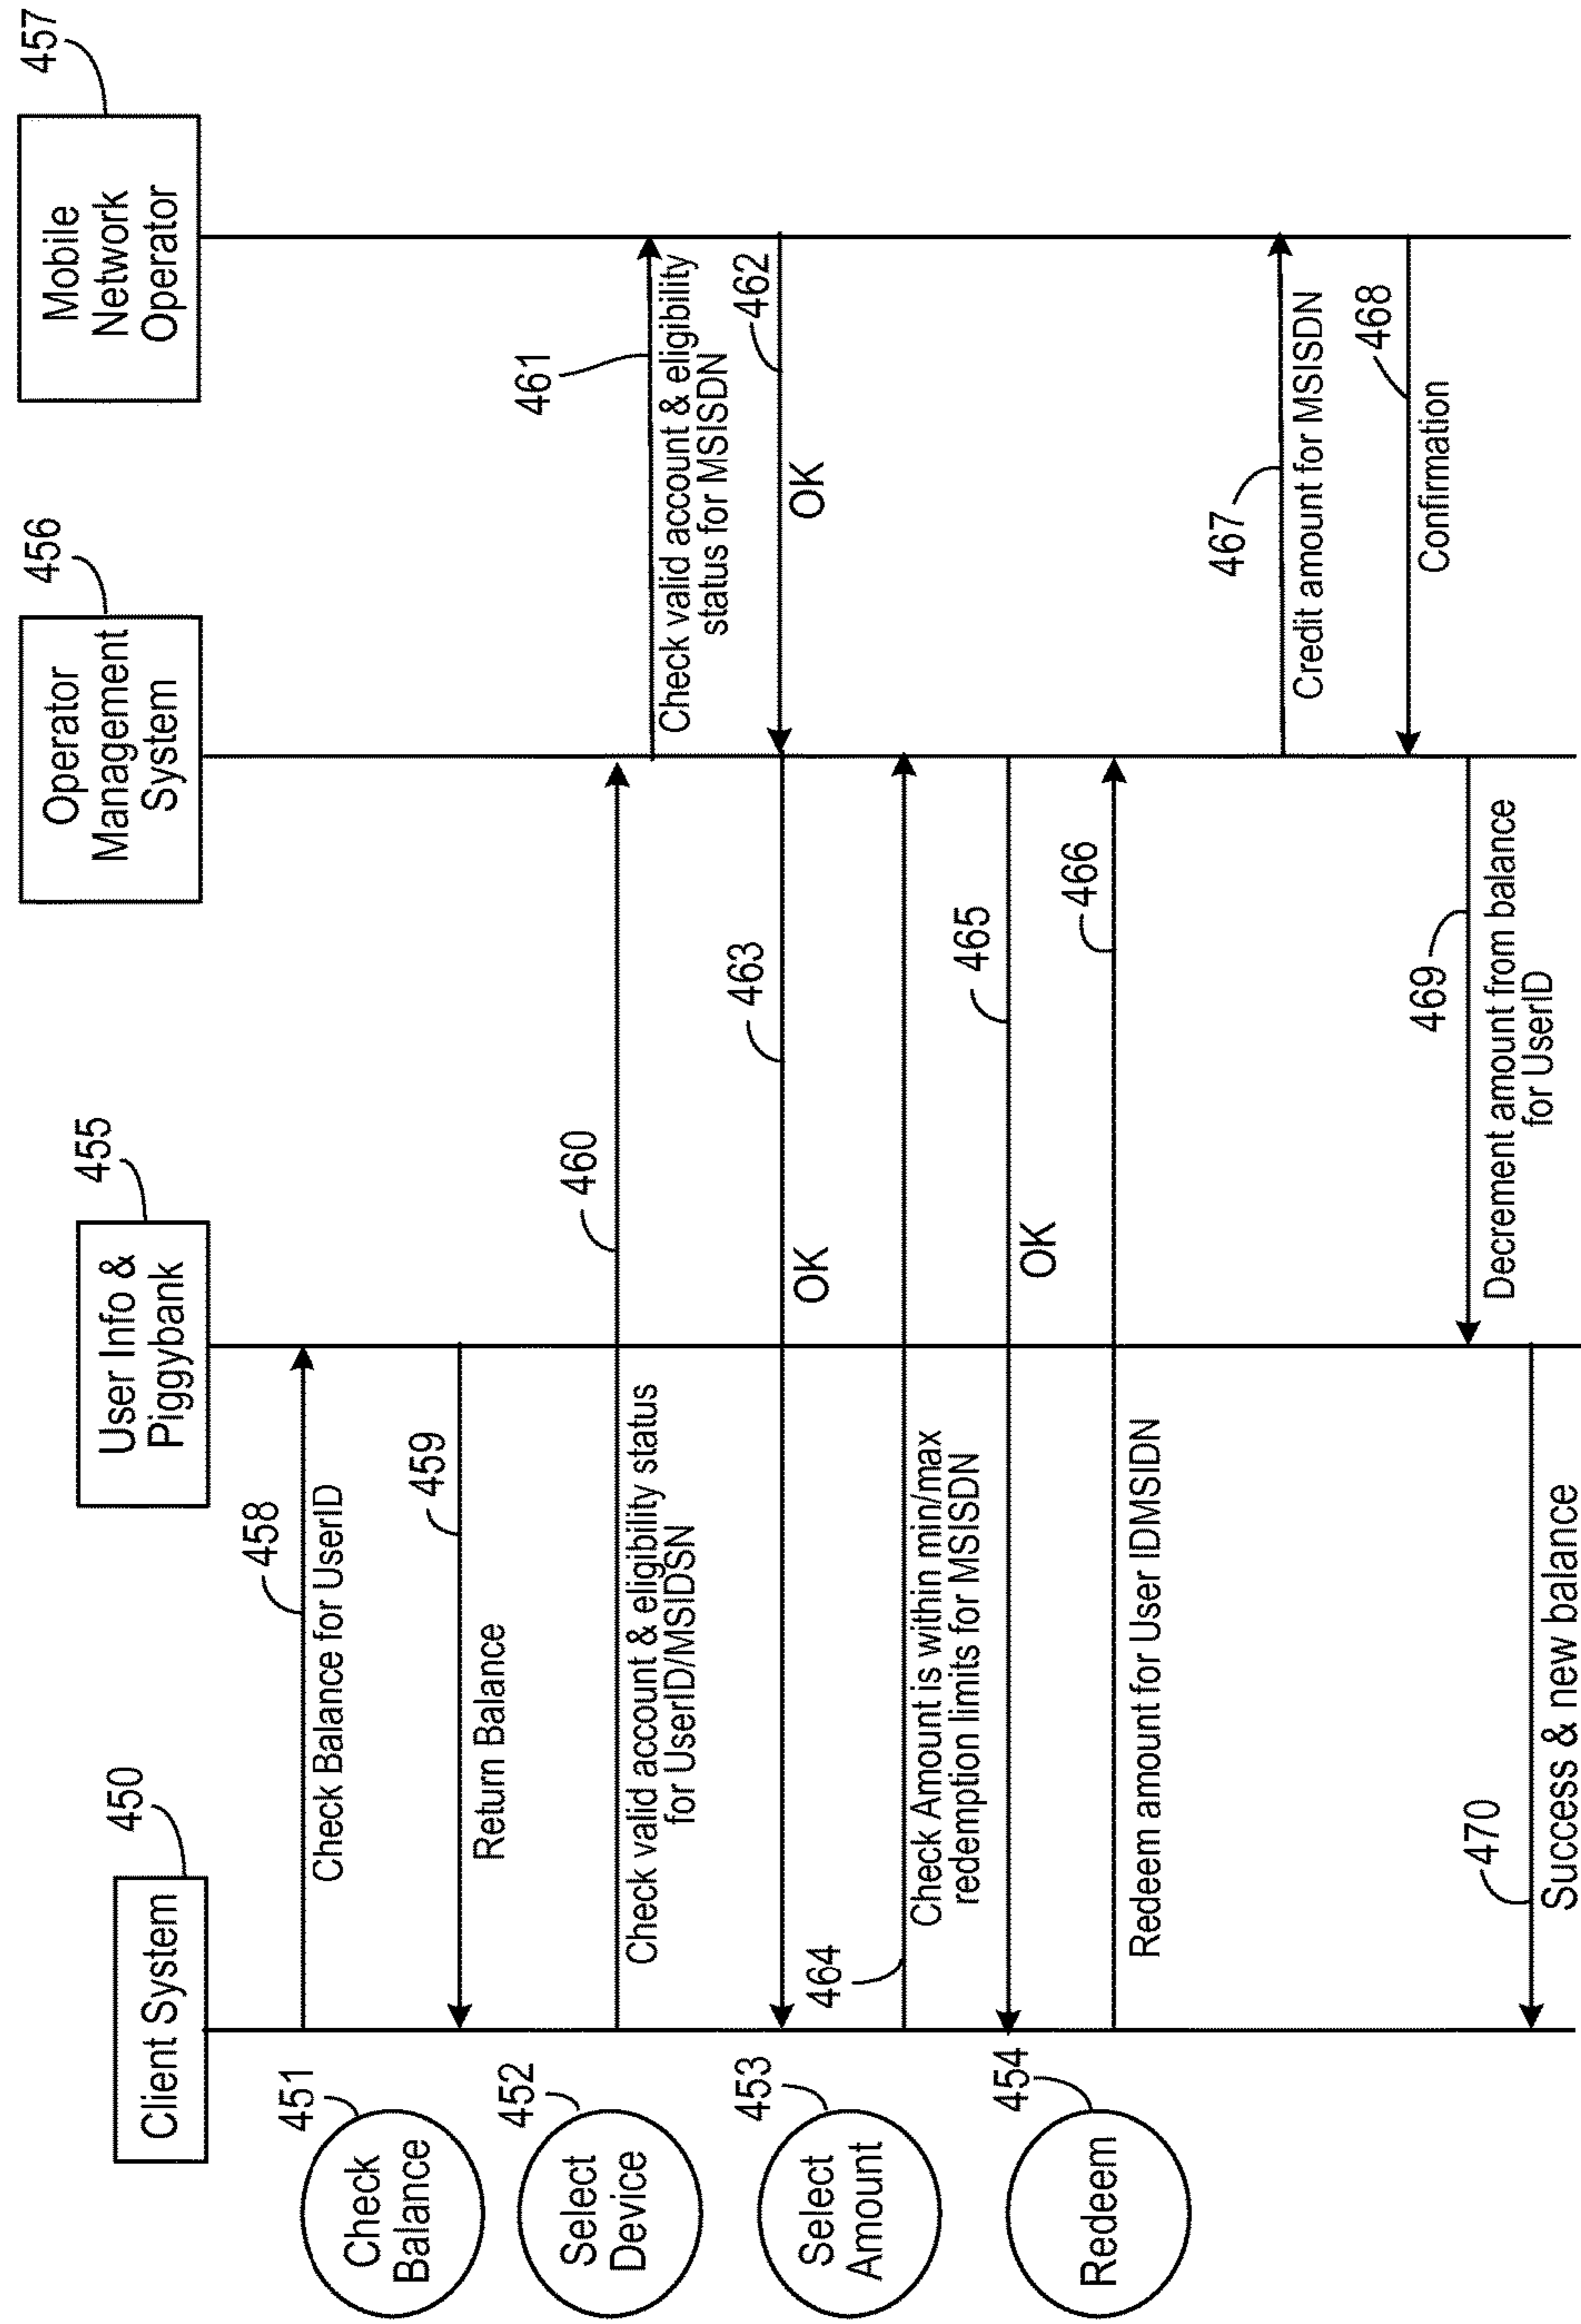 Client System
450
User Info &
Piggybank
455
Operator
Management
System
456
Mobile
Network
Operator
457
451
Check
Balance
458
Check Balance for UserID
459
Return Balance
452
Select
Device
460
Check valid account & eligibility status
for UserID/MSIDSN
461
Check valid account & eligibility
status for MSISDN
462
OK
463
OK
453
Select
Amount
464
Check Amount is within min/max
redemption limits for MSISDN
465
OK
454
Redeem
466
Redeem amount for User IDMSIDN
467
Credit amount for MSISDN
468
Confirmation
469
Decrement amount from balance
for UserID
470
Success & new balance